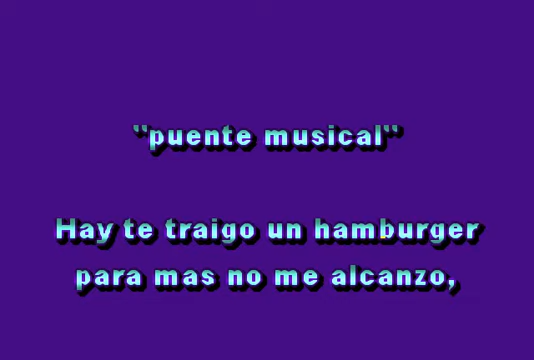 "puente musical"
Hay te traigo un hamburger
para mas no me alcanzo,